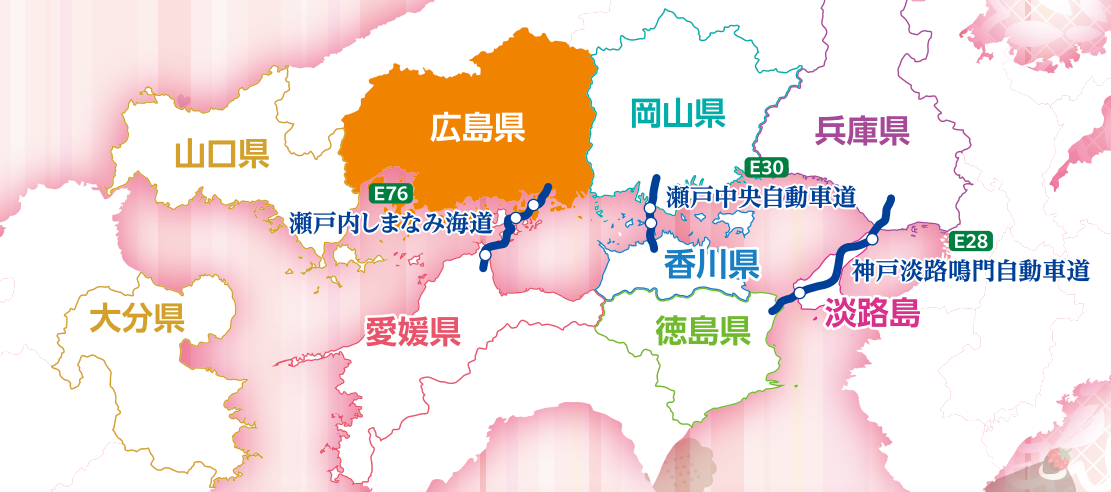 広島県
岡山県
兵庫県
山口県
E30
E76
瀬戸中央自動車道
瀬戸内しまなみ海道
E28
香川県
神戸淡路鳴門自動車道
大分県
淡路島
愛媛県
徳島県